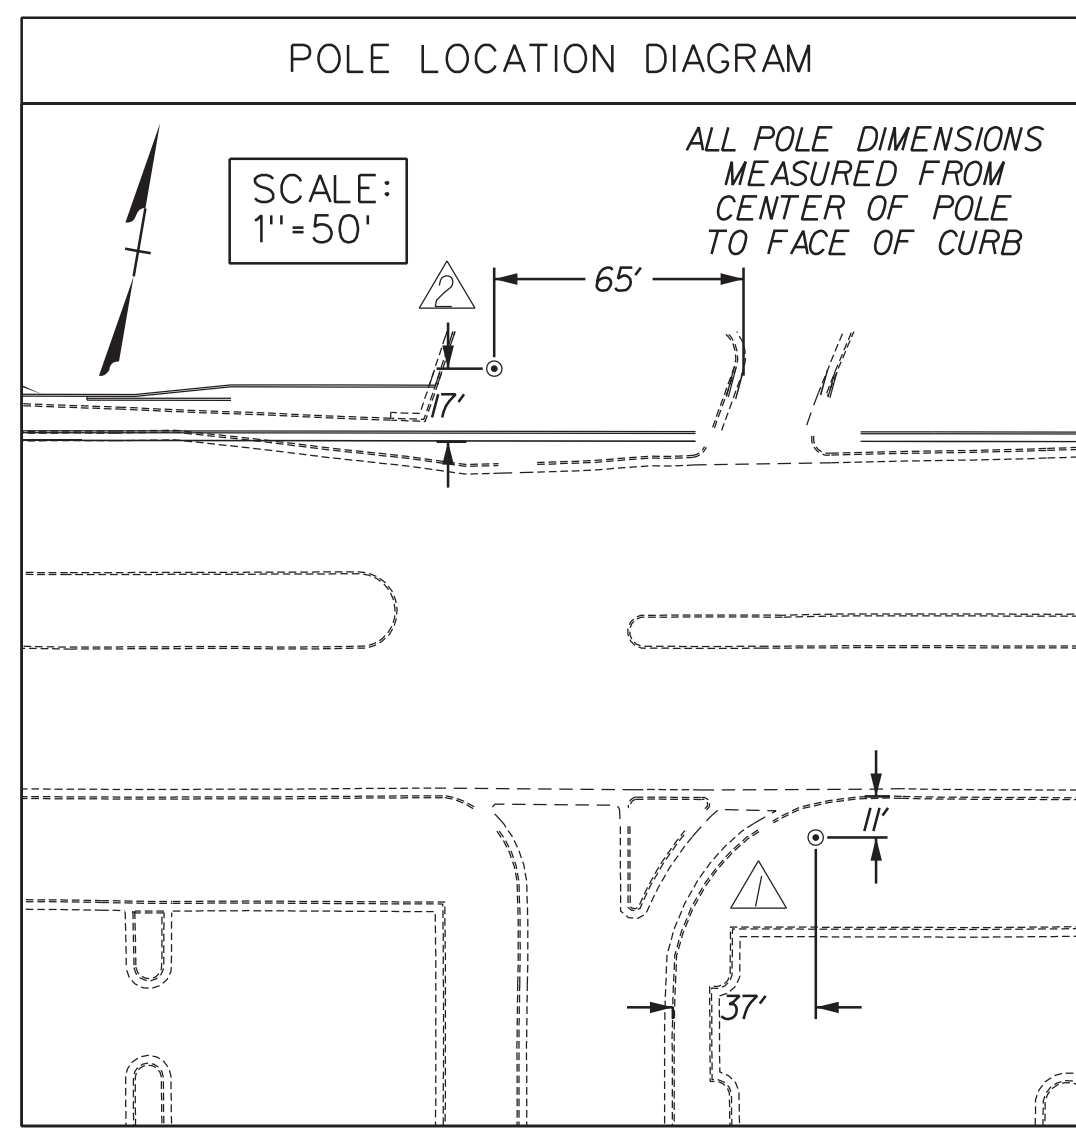 POLE LOCATION DIAGRAM
ALL POLE DIMENSIONS
MEASURED FROM
CENTER OF POLE
TO FACE OF CURB
SCALE:
1"=50'
2
65'
17'
11'
1
37'